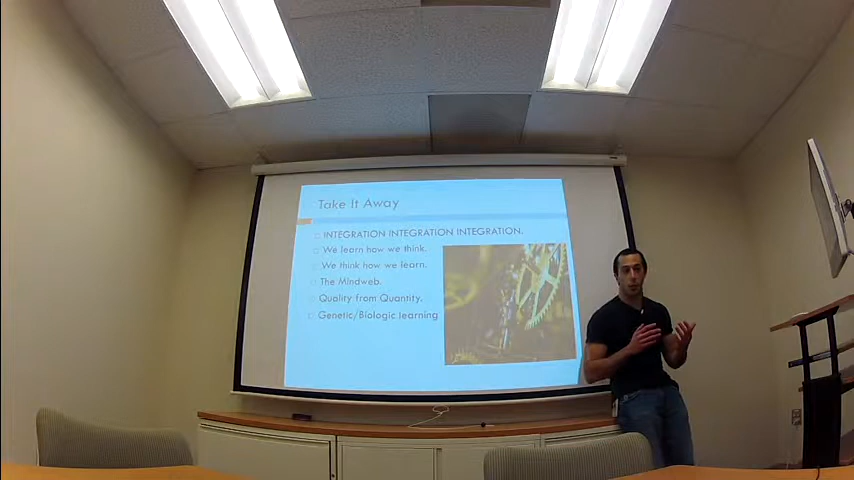 Take It Away
INTEGRATION INTEGRATION INTEGRATION.
We learn how we think.
We think how we learn.
The Mindweb.
Quality from Quantity.
Genetic/Biologic learning